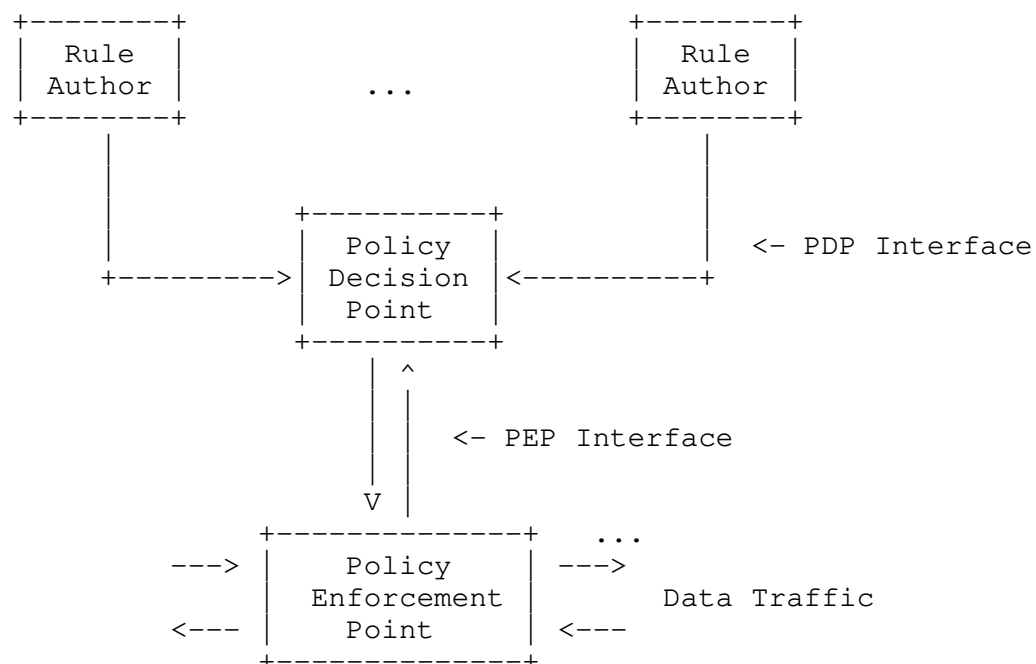 Rule Rule
Author ... Author
Policy <- PDP Interface
Decision
Point
<- PEP Interface
...
Policy
Enforcement Data Traffic
Point